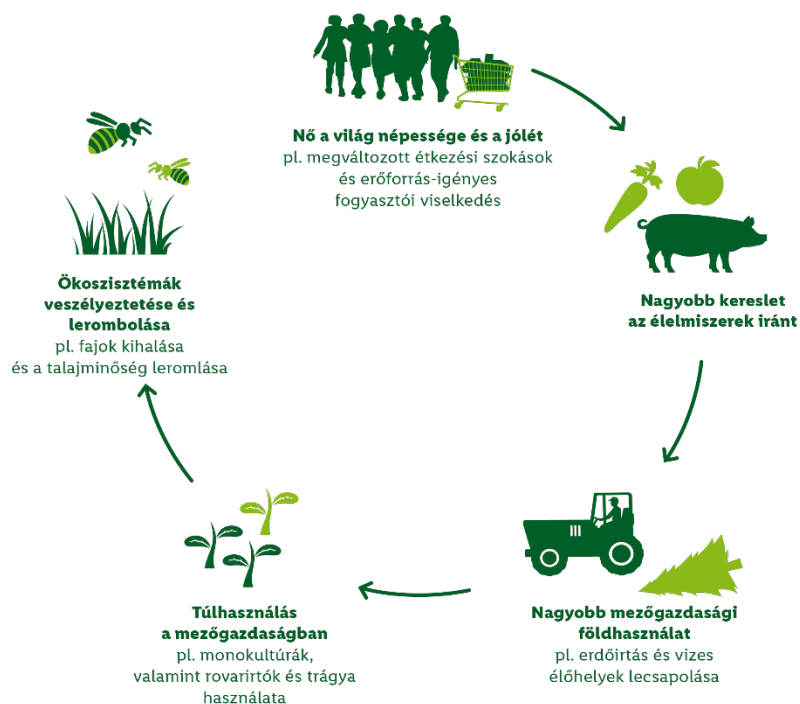 Nő a világ népessége és a jólét
pl. megváltozott étkezési szokások
és erőforrás-igényes
fogyasztói viselkedés
Nagyobb kereslet
az élelmiszerek iránt
Nagyobb mezőgazdasági
földhasználat
pl. erdőirtás és vizes
élőhelyek lecsapolása
Túlhasználás
a mezőgazdaságban
pl. monokultúrák,
valamint rovarirtók és trágya
használata
Ökoszisztémák
veszélyeztetése és
lerombolása
pl. fajok kihalása
és a talajminőség leromlása